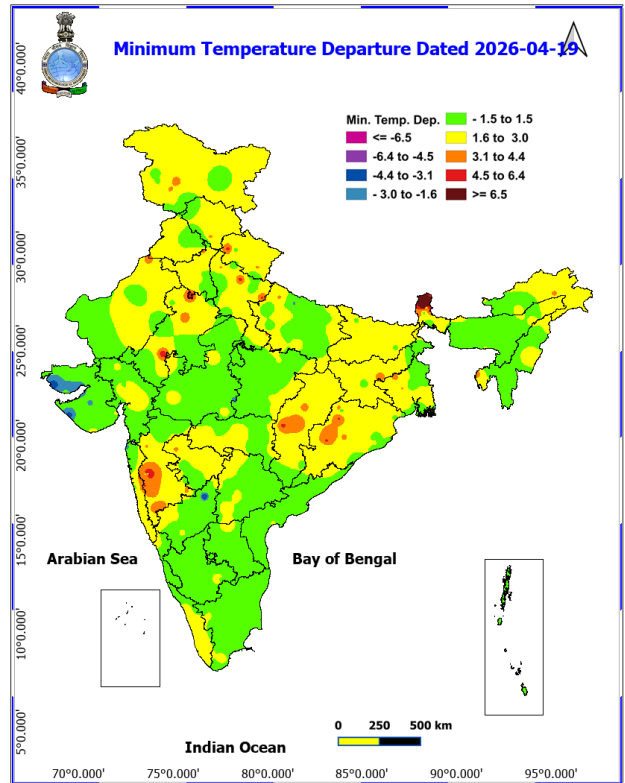 Minimum Temperature Departure Dated 2026-04-19
Min. Temp. Dep.
<= -6.5
-6.4 to -4.5
-4.4 to -3.1
- 3.0 to -1.6
- 1.5 to 1.5
1.6 to 3.0
3.1 to 4.4
4.5 to 6.4
>= 6.5
40°0.000'
35°0.000'
30°0.000'
25°0.000'
20°0.000'
15°0.000'
10°0.000'
5°0.000'
Arabian Sea
Bay of Bengal
Indian Ocean
0 250 500 km
70°0.000' 75°0.000' 80°0.000' 85°0.000' 90°0.000' 95°0.000'